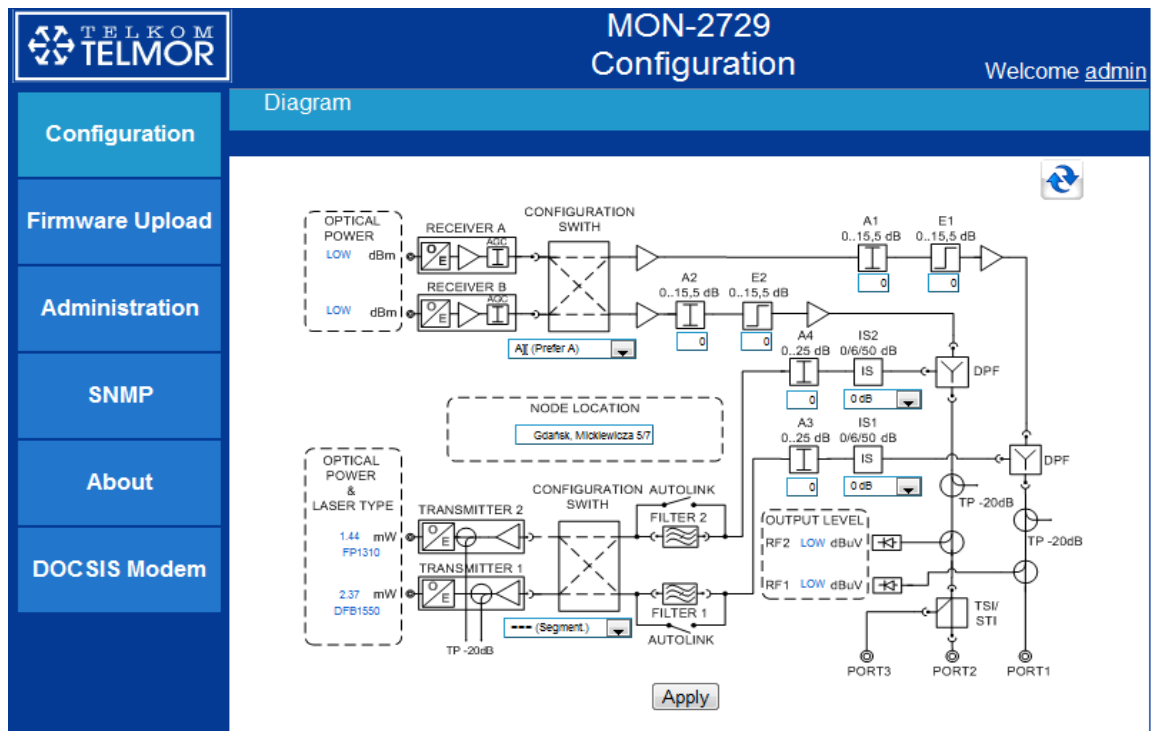 TELKOM
TELMOR
MON-2729
Configuration
Welcome admin
Diagram
Configuration
Firmware Upload
Administration
SNMP
About
DOCSIS Modem
OPTICAL
POWER
LOW dBm
LOW dBm
RECEIVER A
AGC
O
E
RECEIVER B
AGC
O
E
CONFIGURATION
SWITH
A][ (Prefer A)
A1
0..15,5 dB
0
E1
0..15,5 dB
0
A2
0..15,5 dB
0
E2
0..15,5 dB
0
A4
0..25 dB
0
IS2
0/6/50 dB
IS
0 dB
DPF
A3
0..25 dB
0
IS1
0/6/50 dB
IS
0 dB
DPF
NODE LOCATION
Gdańsk, Mickiewicza 5/7
OPTICAL
POWER
&
LASER TYPE
1.44 mW
FP1310
2.37 mW
DFB1550
TRANSMITTER 2
O
E
TRANSMITTER 1
O
E
TP -20dB
CONFIGURATION
SWITH
--- (Segment.)
AUTOLINK
FILTER 2
FILTER 1
AUTOLINK
OUTPUT LEVEL
RF2 LOW dBuV
RF1 LOW dBuV
TP -20dB
TP -20dB
TSI/
STI
PORT3
PORT2
PORT1
Apply